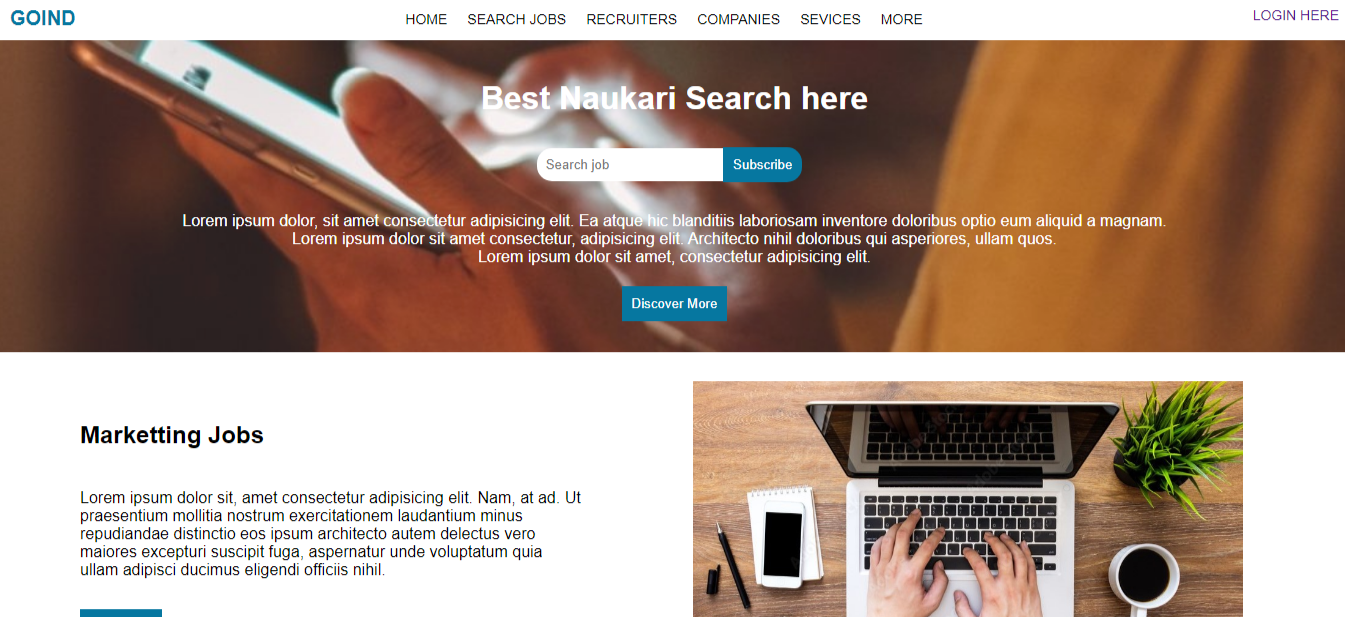 GOIND
HOME SEARCH JOBS RECRUITERS COMPANIES SEVICES MORE
LOGIN HERE
Best Naukari Search here
Search job Subscribe
Lorem ipsum dolor, sit amet consectetur adipisicing elit. Ea atque hic blanditiis laboriosam inventore doloribus optio eum aliquid a magnam.
Lorem ipsum dolor sit amet consectetur, adipisicing elit. Architecto nihil doloribus qui asperiores, ullam quos.
Lorem ipsum dolor sit amet, consectetur adipisicing elit.
Discover More
Marketting Jobs
Lorem ipsum dolor sit, amet consectetur adipisicing elit. Nam, at ad. Ut
praesentium mollitia nostrum exercitationem laudantium minus
repudiandae distinctio eos ipsum architecto autem delectus vero
maiores excepturi suscipit fuga, aspernatur unde voluptatum quia
ullam adipisci ducimus eligendi officiis nihil.